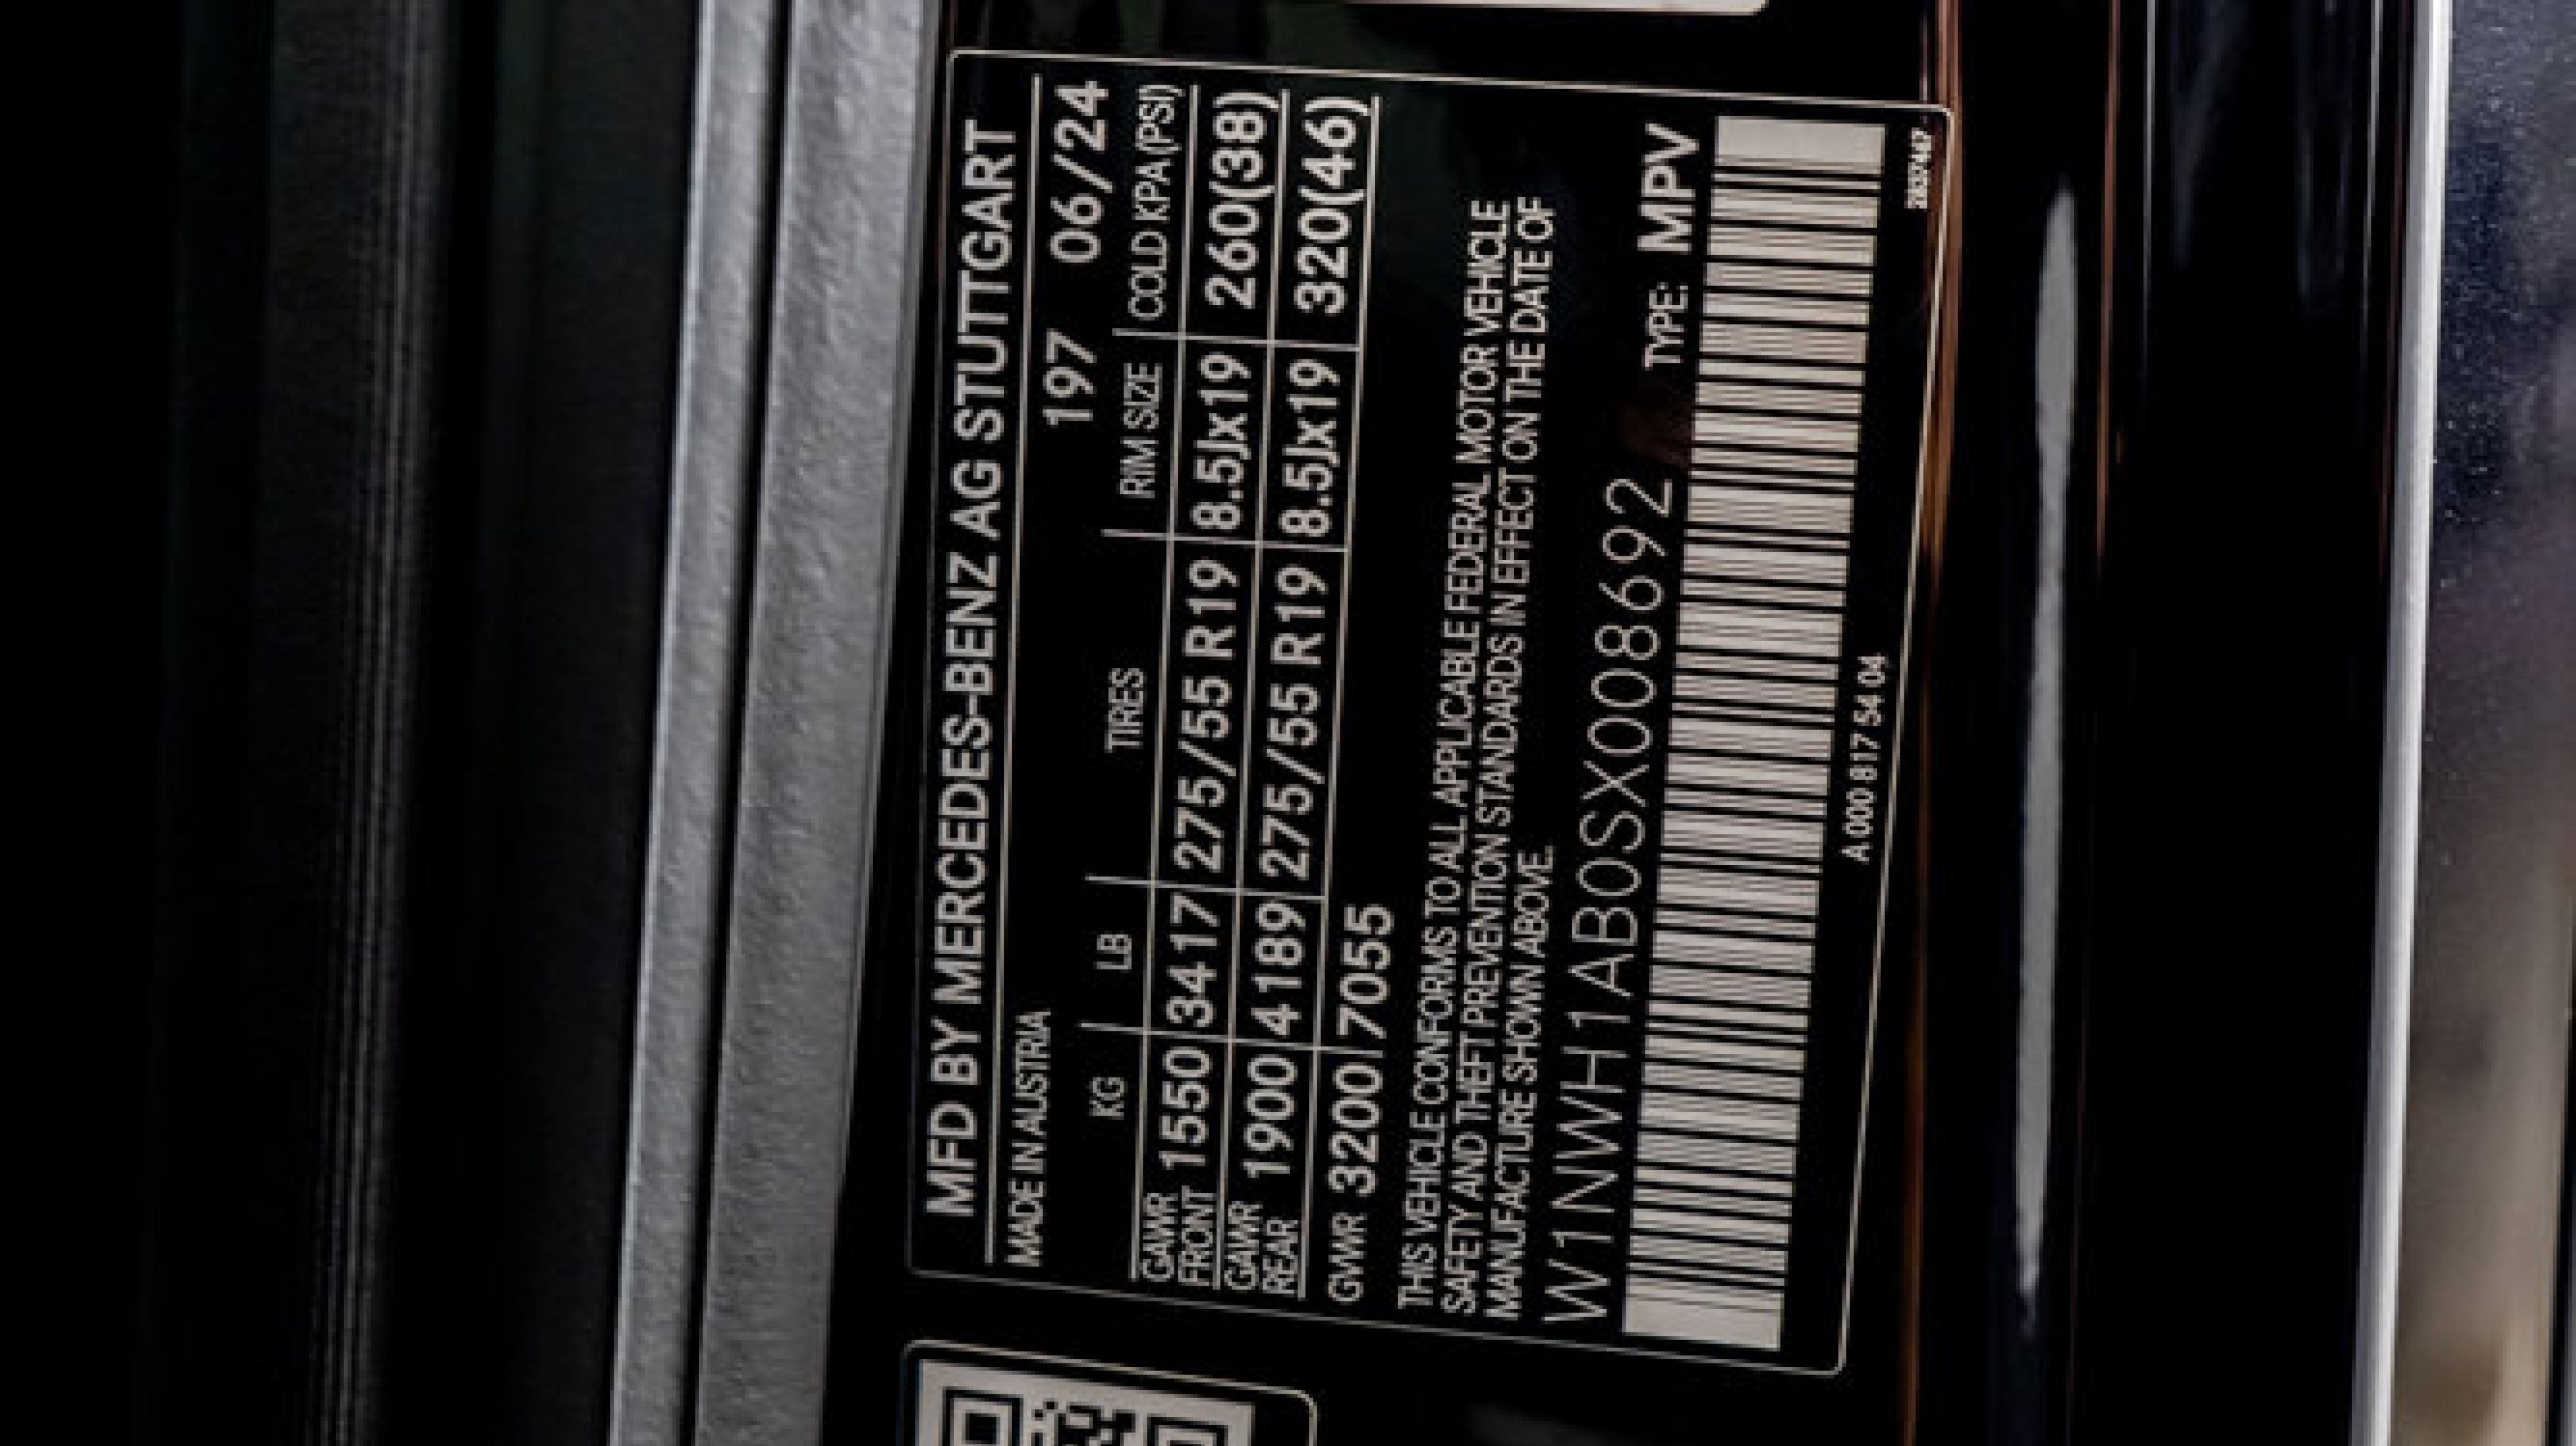 MFD BY MERCEDES-BENZ AG STUTTGART
MADE IN AUSTRIA 197 06/24
KG LB TIRES RIM SIZE COLD KPA (PSI)
GAWR FRONT 1550 3417 275/55 R19 8.5Jx19 260(38)
GAWR REAR 1900 4189 275/55 R19 8.5Jx19 320(46)
GVWR 3200 7055
THIS VEHICLE CONFORMS TO ALL APPLICABLE FEDERAL MOTOR VEHICLE
SAFETY AND THEFT PREVENTION STANDARDS IN EFFECT ON THE DATE OF
MANUFACTURE SHOWN ABOVE.
W1NWH1AB0SX008692 TYPE: MPV
A 000 817 54 04